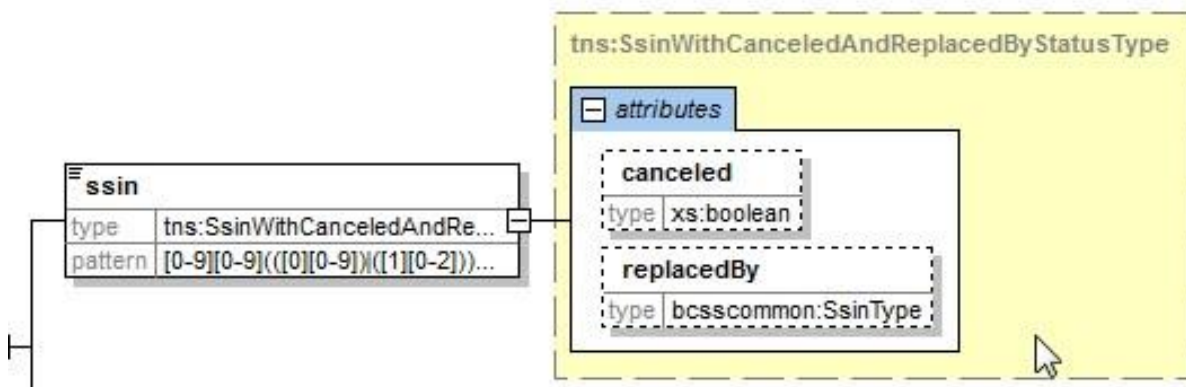 tns:SsinWithCanceledAndReplacedByStatusType
attributes
canceled
type xs:boolean
replacedBy
type bcsscommon:SsinType
ssin
type tns:SsinWithCanceledAndRe...
pattern [0-9][0-9](([0][0-9])|([1][0-2]))...